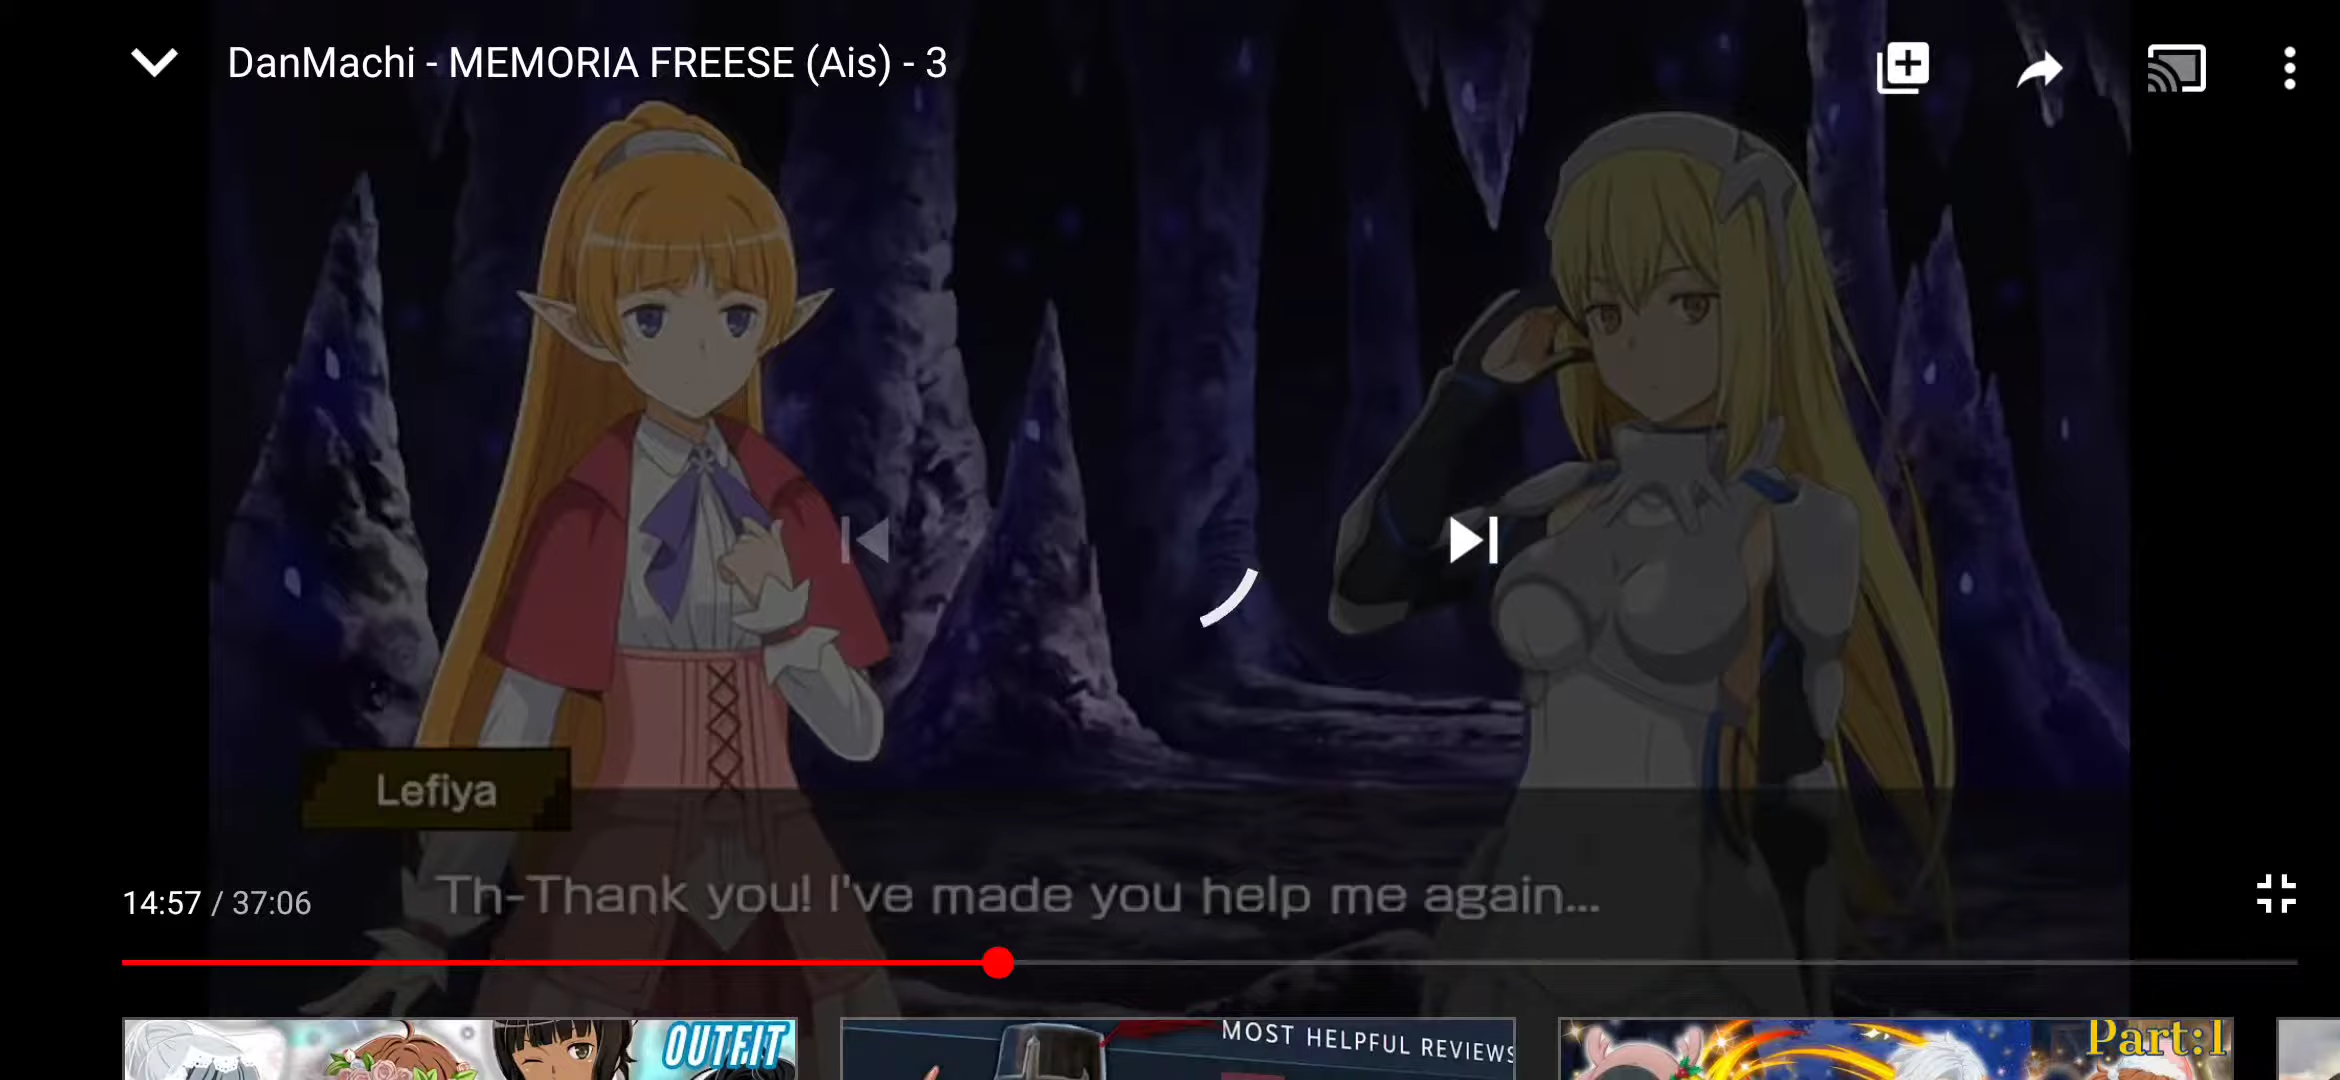 DanMachi - MEMORIA FREESE (Ais) - 3
Lefiya
Th-Thank you! I've made you help me again...
14:57 / 37:06
OUTFIT
MOST HELPFUL REVIEWS
Part:1